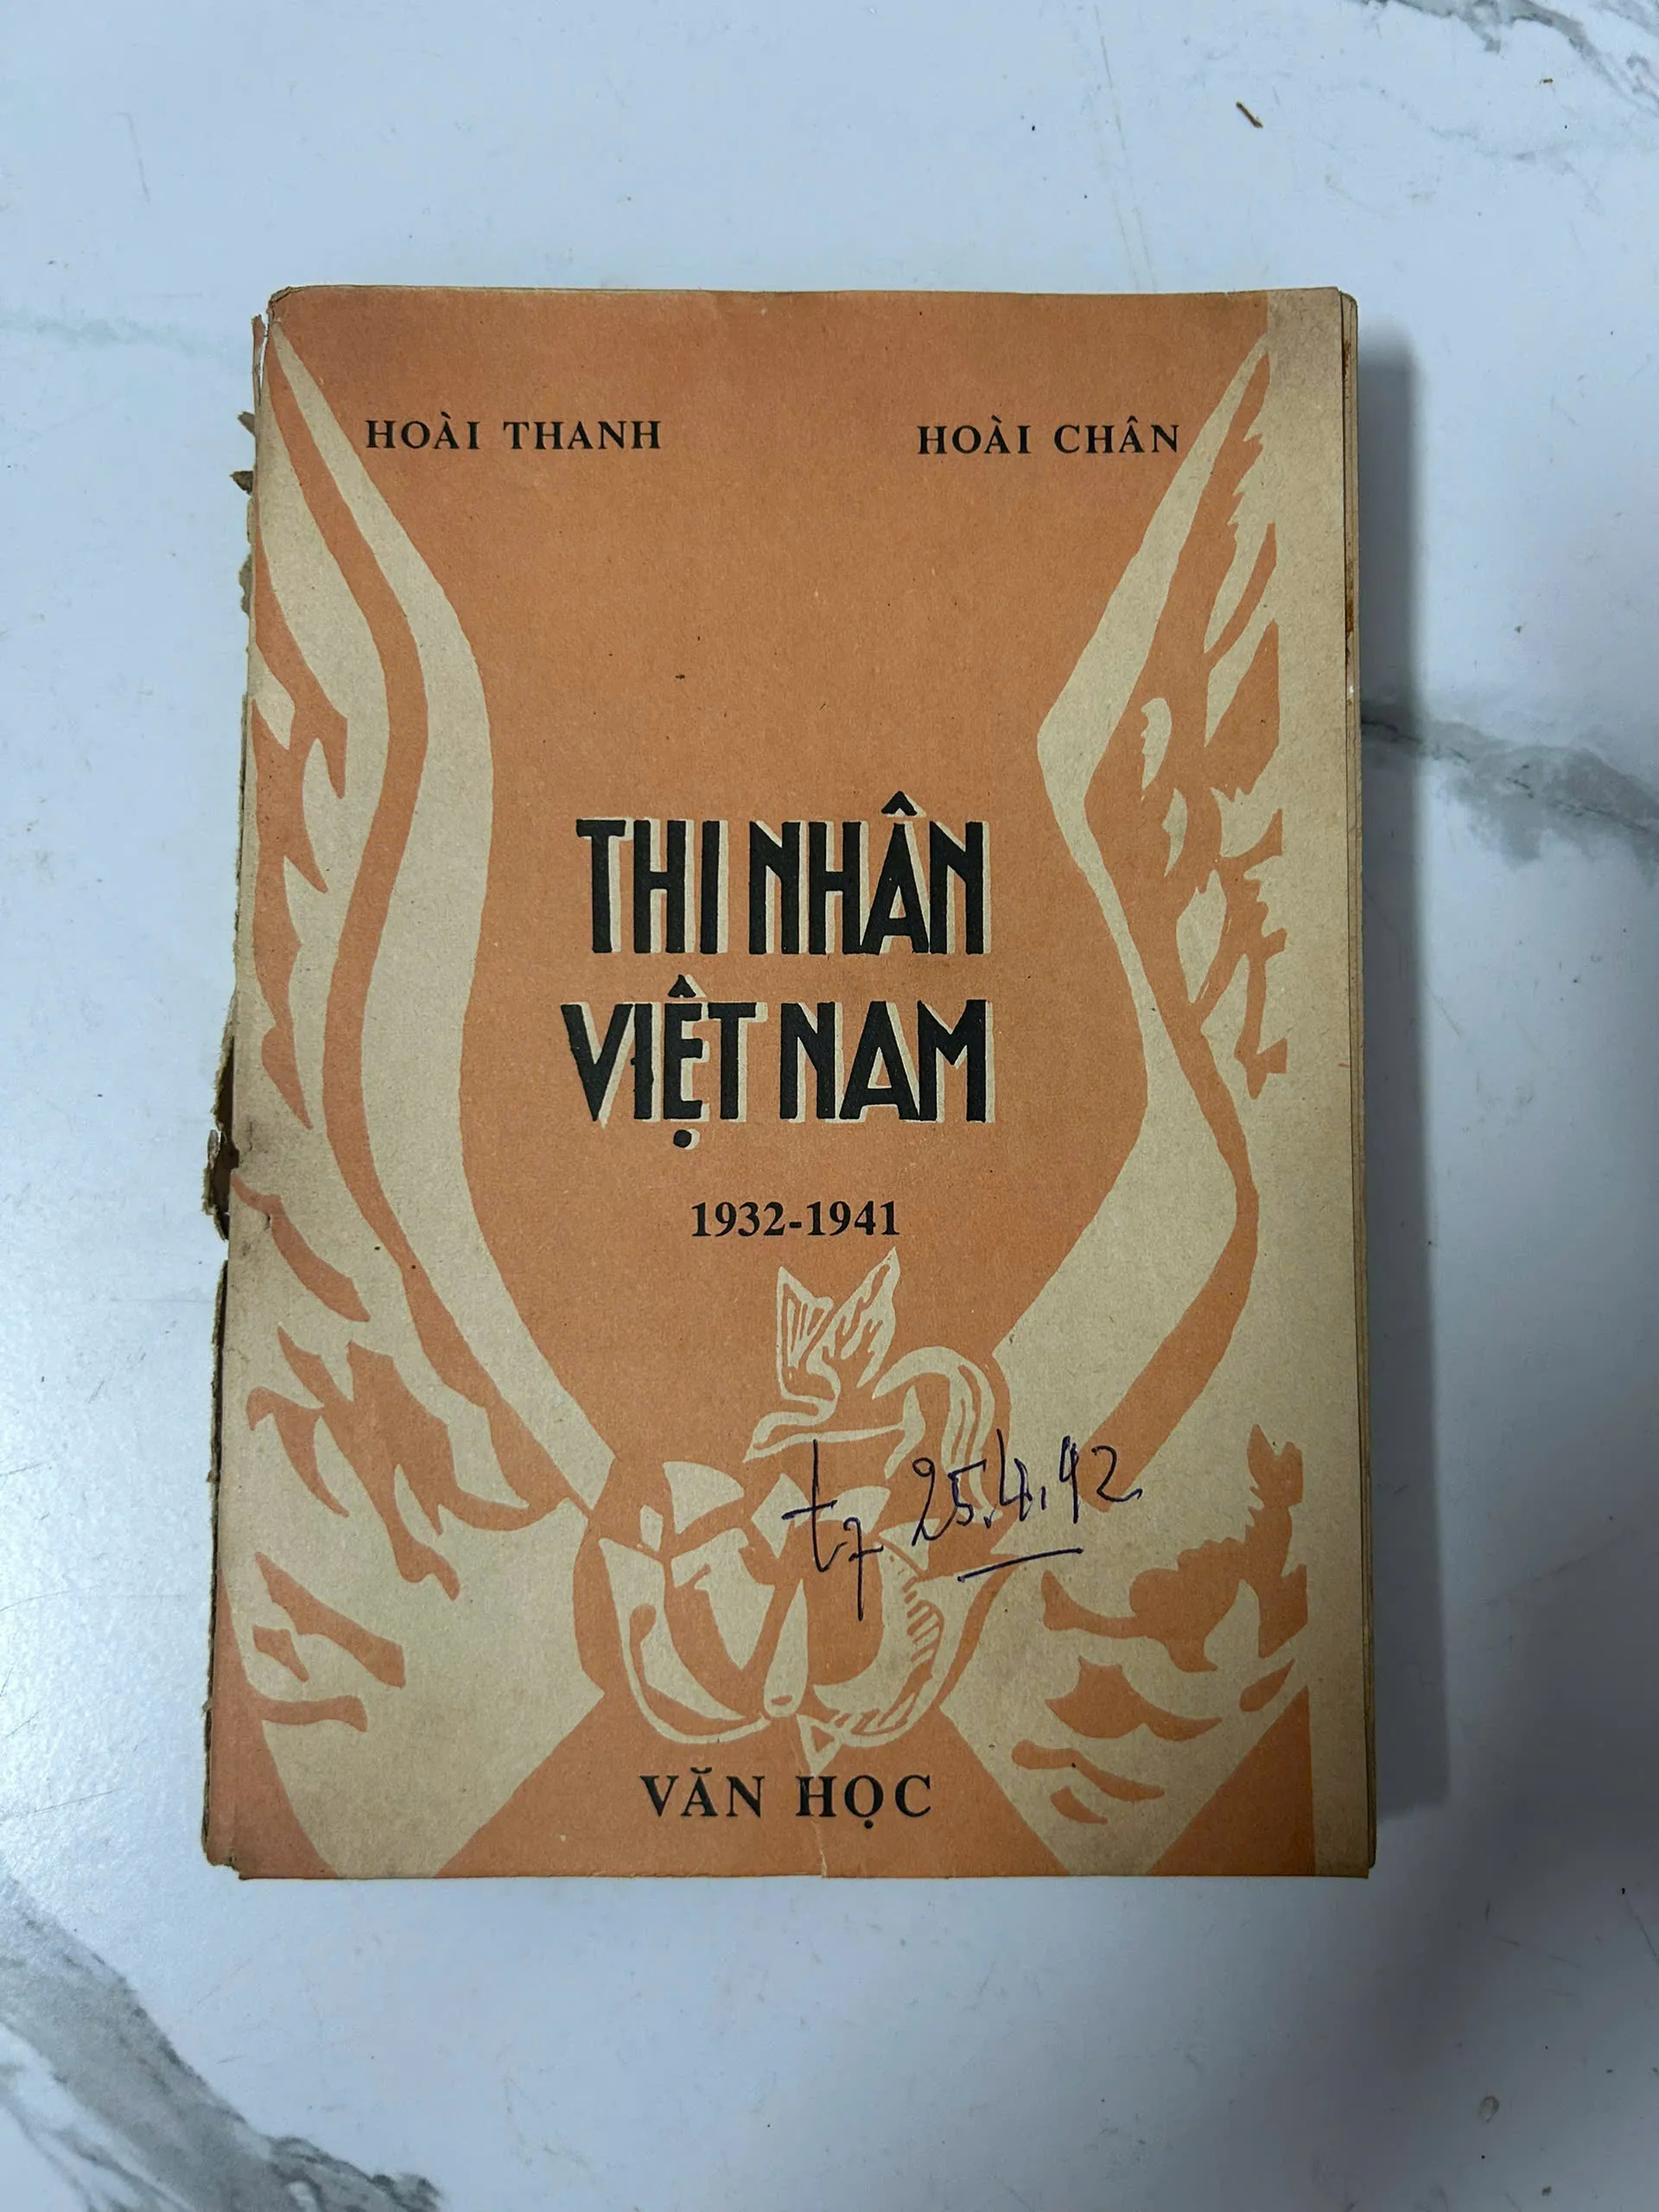 HOÀI THANH HOÀI CHÂN
THI NHÂN
VIỆT NAM
1932-1941
25.4.92
VĂN HỌC